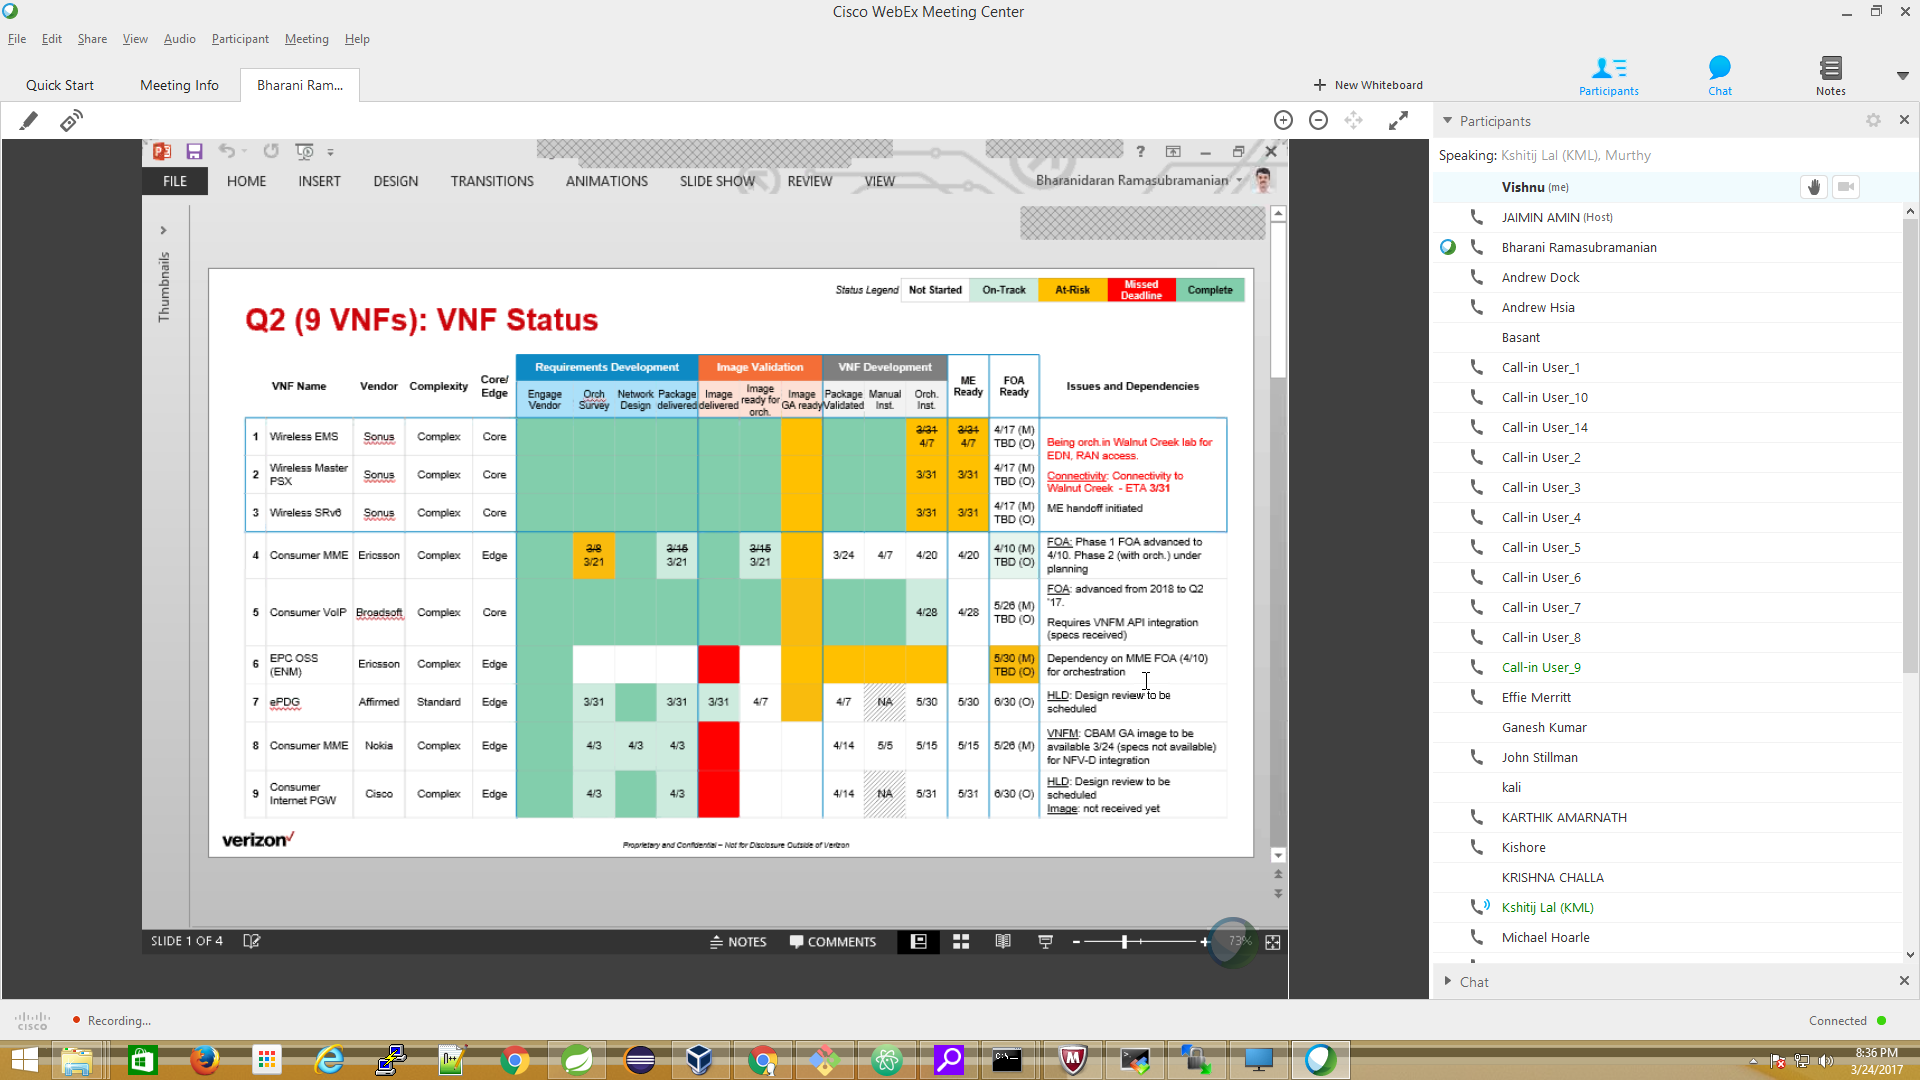 Cisco WebEx Meeting Center
File Edit Share View Audio Participant Meeting Help
Quick Start Meeting Info Bharani Ram... New Whiteboard Participants Chat Notes
Participants
Speaking: Kshitij Lal (KML), Murthy
Vishnu (me)
JAIMIN AMIN (Host)
Bharani Ramasubramanian
Andrew Dock
Andrew Hsia
Basant
Call-in User_1
Call-in User_10
Call-in User_14
Call-in User_2
Call-in User_3
Call-in User_4
Call-in User_5
Call-in User_6
Call-in User_7
Call-in User_8
Call-in User_9
Effie Merritt
Ganesh Kumar
John Stillman
kali
KARTHIK AMARNATH
Kishore
KRISHNA CHALLA
Kshitij Lal (KML)
Michael Hoarle
Chat
FILE HOME INSERT DESIGN TRANSITIONS ANIMATIONS SLIDE SHOW REVIEW VIEW Bharanidaran Ramasubramanian
Thumbnails
Status Legend Not Started On-Track At-Risk Missed Deadline Complete
Q2 (9 VNFs): VNF Status
Requirements Development Image Validation VNF Development
VNF Name Vendor Complexity Core/Edge Engage Vendor Orch Survey Network Design Package delivered Image delivered Image ready for orch. Image GA ready Package Validated Manual Inst. Orch. Inst. ME Ready FOA Ready Issues and Dependencies
1 Wireless EMS Sonus Complex Core 3/31 4/7 3/31 4/7 4/17 (M) TBD (O)
2 Wireless Master PSX Sonus Complex Core 3/31 3/31 4/17 (M) TBD (O)
3 Wireless SRv6 Sonus Complex Core 3/31 3/31 4/17 (M) TBD (O)
Being orch.in Walnut Creek lab for
EDN, RAN access.
Connectivity: Connectivity to
Walnut Creek - ETA 3/31
ME handoff initiated
4 Consumer MME Ericsson Complex Edge 3/8 3/21 3/15 3/21 3/15 3/21 3/24 4/7 4/20 4/20 4/10 (M) TBD (O)
FOA: Phase 1 FOA advanced to
4/10. Phase 2 (with orch.) under
planning
5 Consumer VoIP Broadsoft Complex Core 4/28 4/28 5/26 (M) TBD (O)
FOA: advanced from 2018 to Q2
'17.
Requires VNFM API integration
(specs received)
6 EPC OSS (ENM) Ericsson Complex Edge 5/30 (M) TBD (O)
Dependency on MME FOA (4/10)
for orchestration
7 ePDG Affirmed Standard Edge 3/31 3/31 3/31 4/7 4/7 NA 5/30 5/30 6/30 (O)
HLD: Design review to be
scheduled
8 Consumer MME Nokia Complex Edge 4/3 4/3 4/3 4/14 5/5 5/15 5/15 5/26 (M)
VNFM: CBAM GA image to be
available 3/24 (specs not available)
for NFV-D integration
9 Consumer Internet PGW Cisco Complex Edge 4/3 4/3 4/14 NA 5/31 5/31 6/30 (O)
HLD: Design review to be
scheduled
Image: not received yet
verizon
Proprietary and Confidential – Not for Disclosure Outside of Verizon
SLIDE 1 OF 4 NOTES COMMENTS 73%
cisco Recording... Connected
8:36 PM
3/24/2017